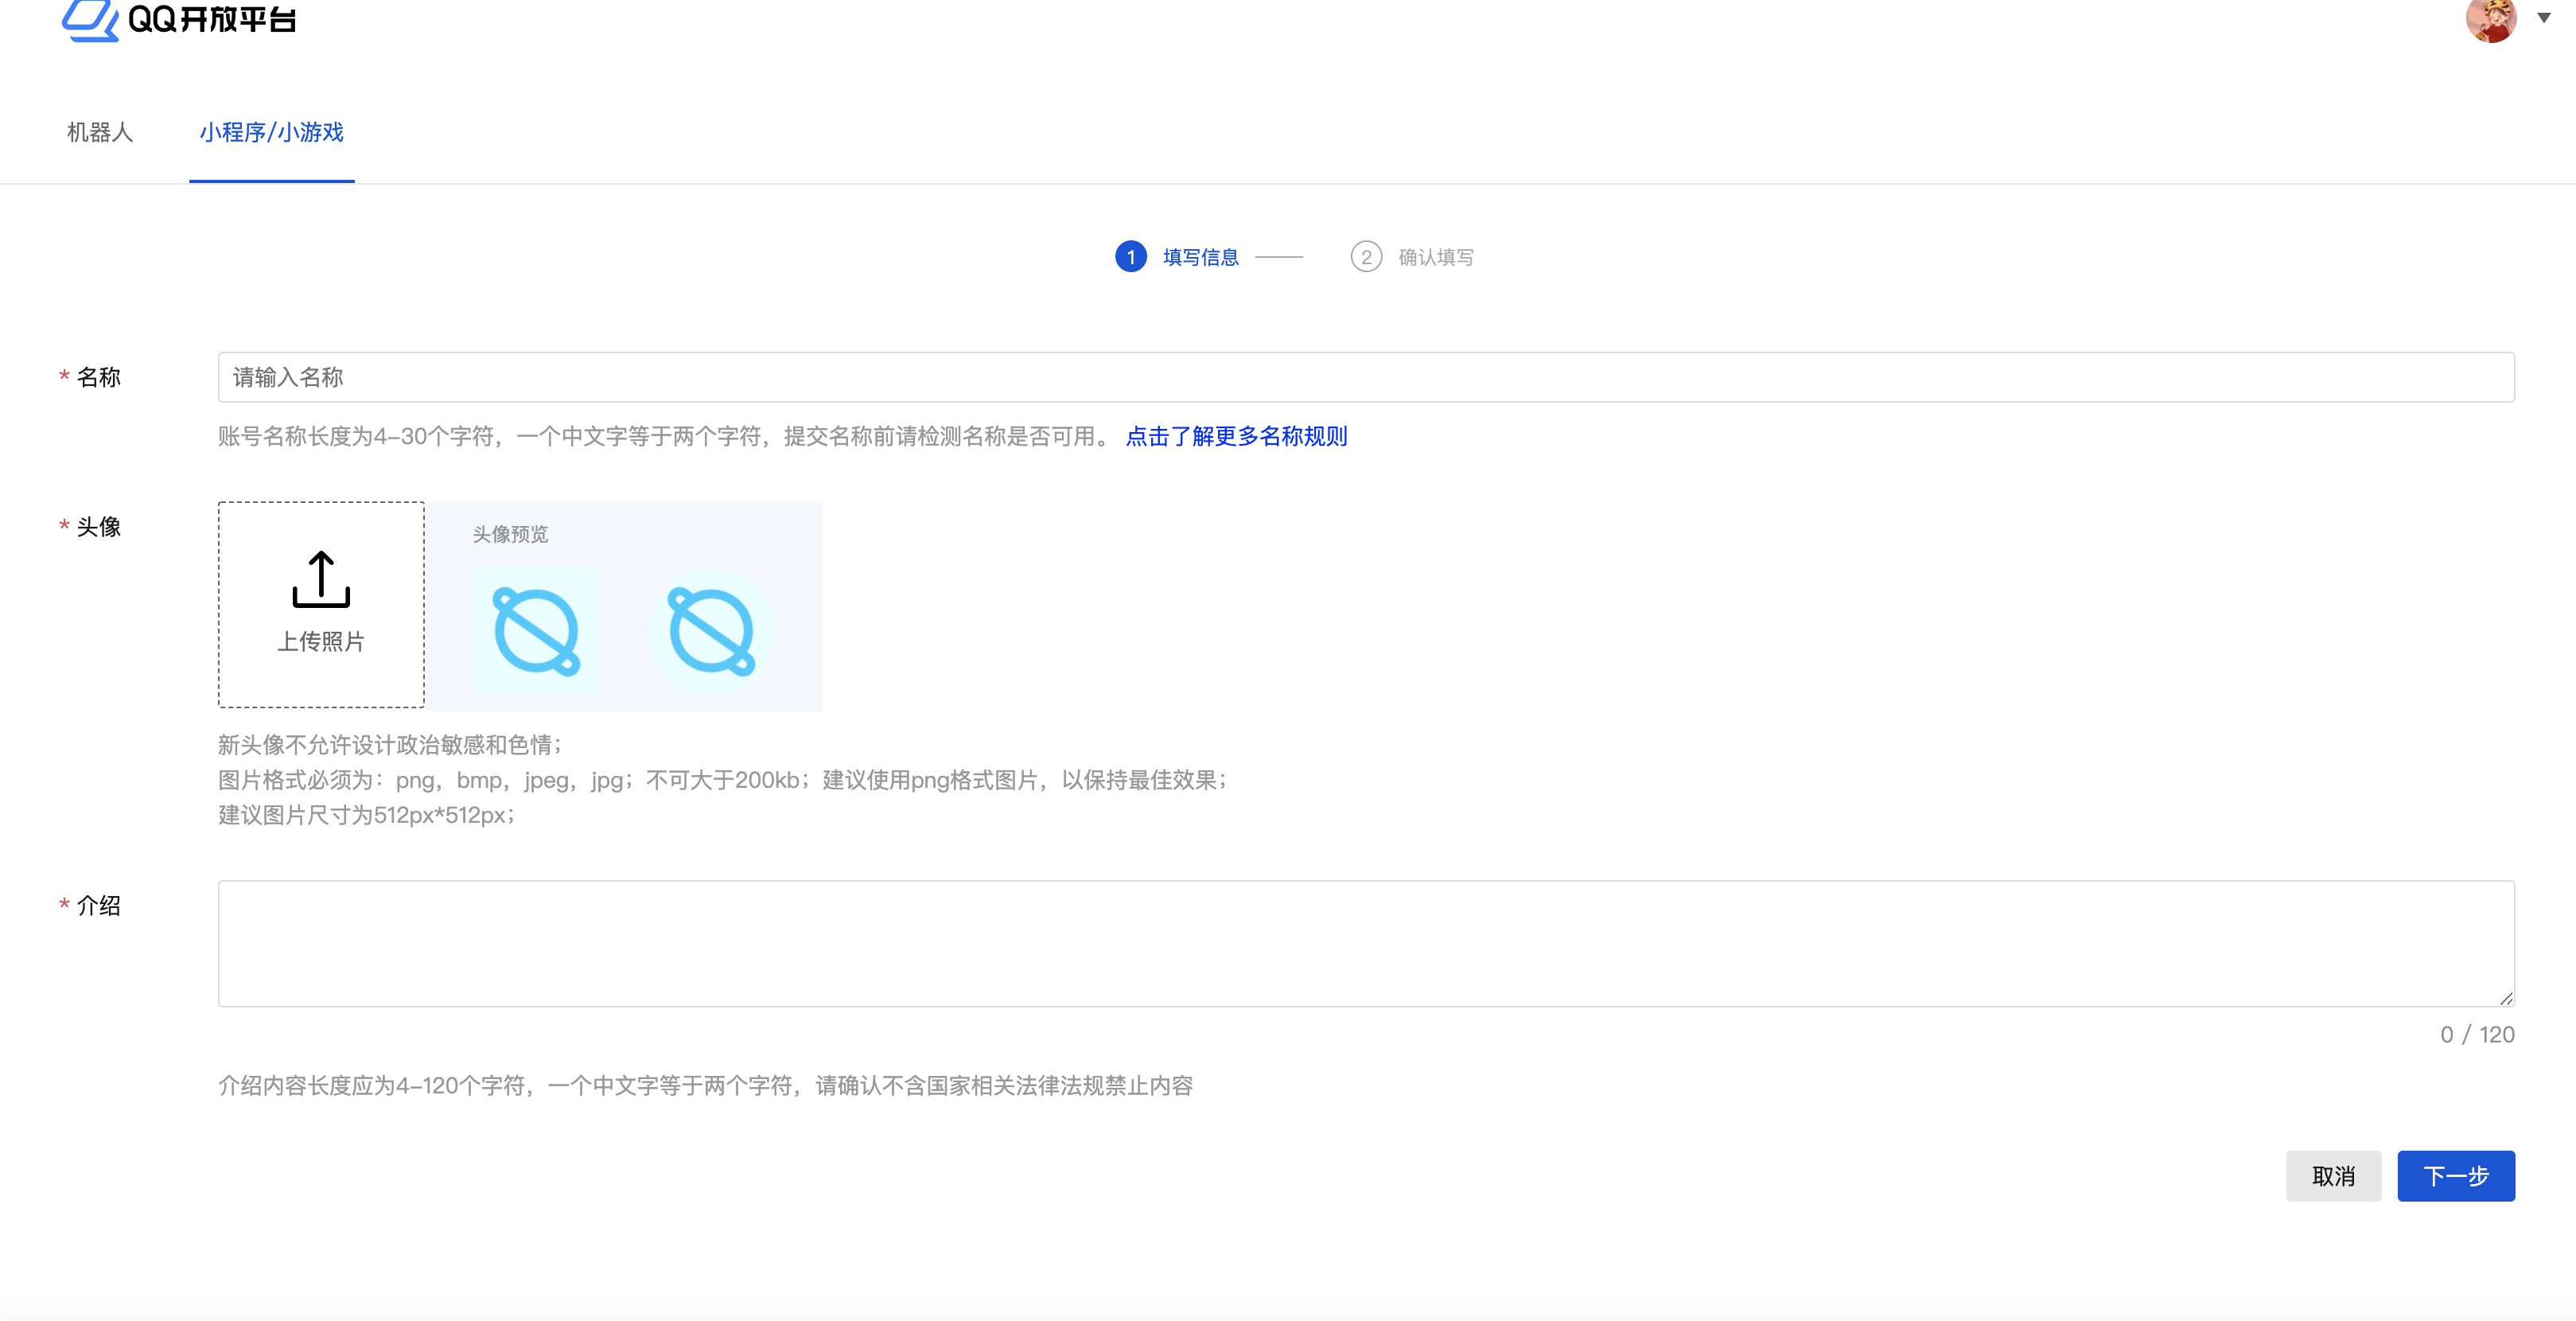 QQ开放平台
机器人 小程序/小游戏
1 填写信息 2 确认填写
* 名称 请输入名称
账号名称长度为4-30个字符，一个中文字等于两个字符，提交名称前请检测名称是否可用。 点击了解更多名称规则
* 头像 头像预览
上传照片
新头像不允许设计政治敏感和色情；
图片格式必须为：png，bmp，jpeg，jpg；不可大于200kb；建议使用png格式图片，以保持最佳效果；
建议图片尺寸为512px*512px；
* 介绍
0 / 120
介绍内容长度应为4-120个字符，一个中文字等于两个字符，请确认不含国家相关法律法规禁止内容
取消 下一步